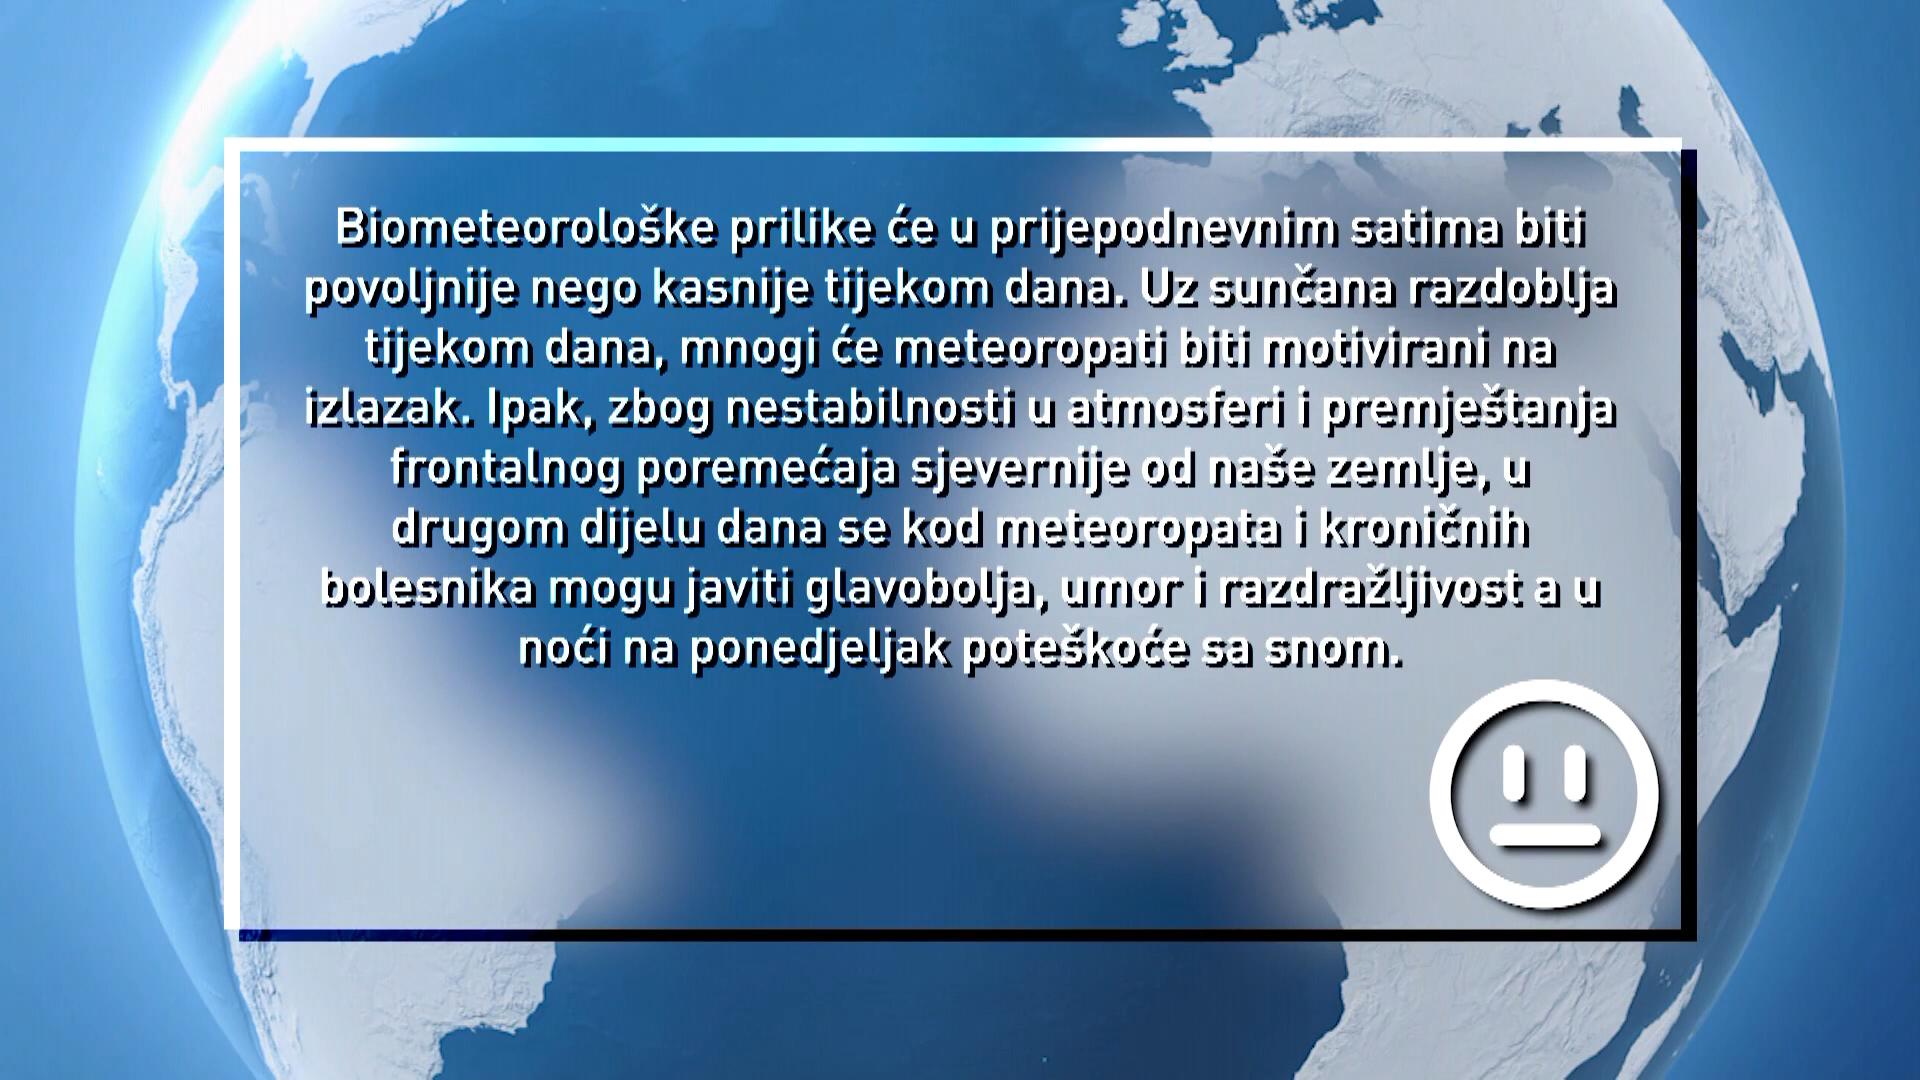 Biometeorološke prilike će u prijepodnevnim satima biti
povoljnije nego kasnije tijekom dana. Uz sunčana razdoblja
tijekom dana, mnogi će meteoropati biti motivirani na
izlazak. Ipak, zbog nestabilnosti u atmosferi i premještanja
frontalnog poremećaja sjevernije od naše zemlje, u
drugom dijelu dana se kod meteoropata i kroničnih
bolesnika mogu javiti glavobolja, umor i razdražljivost a u
noći na ponedjeljak poteškoće sa snom.